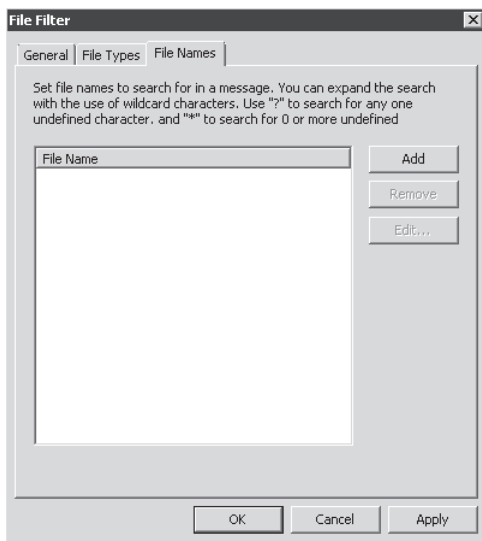 File Filter
General File Types File Names
Set file names to search for in a message. You can expand the search
with the use of wildcard characters. Use "?" to search for any one
undefined character. and "*" to search for 0 or more undefined
File Name
Add
Remove
Edit...
OK Cancel Apply